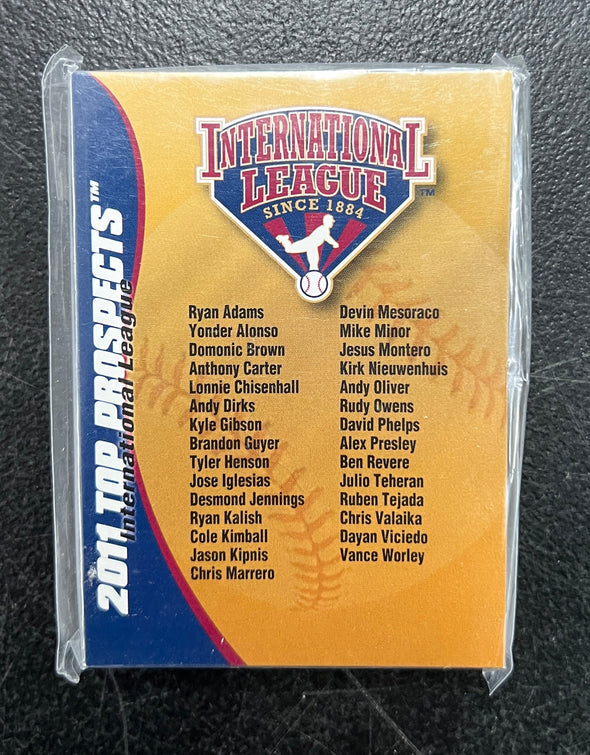 INTERNATIONAL
LEAGUE
SINCE 1884
TM
2011 TOP PROSPECTS™
International League
Ryan Adams
Yonder Alonso
Domonic Brown
Anthony Carter
Lonnie Chisenhall
Andy Dirks
Kyle Gibson
Brandon Guyer
Tyler Henson
Jose Iglesias
Desmond Jennings
Ryan Kalish
Cole Kimball
Jason Kipnis
Chris Marrero
Devin Mesoraco
Mike Minor
Jesus Montero
Kirk Nieuwenhuis
Andy Oliver
Rudy Owens
David Phelps
Alex Presley
Ben Revere
Julio Teheran
Ruben Tejada
Chris Valaika
Dayan Viciedo
Vance Worley